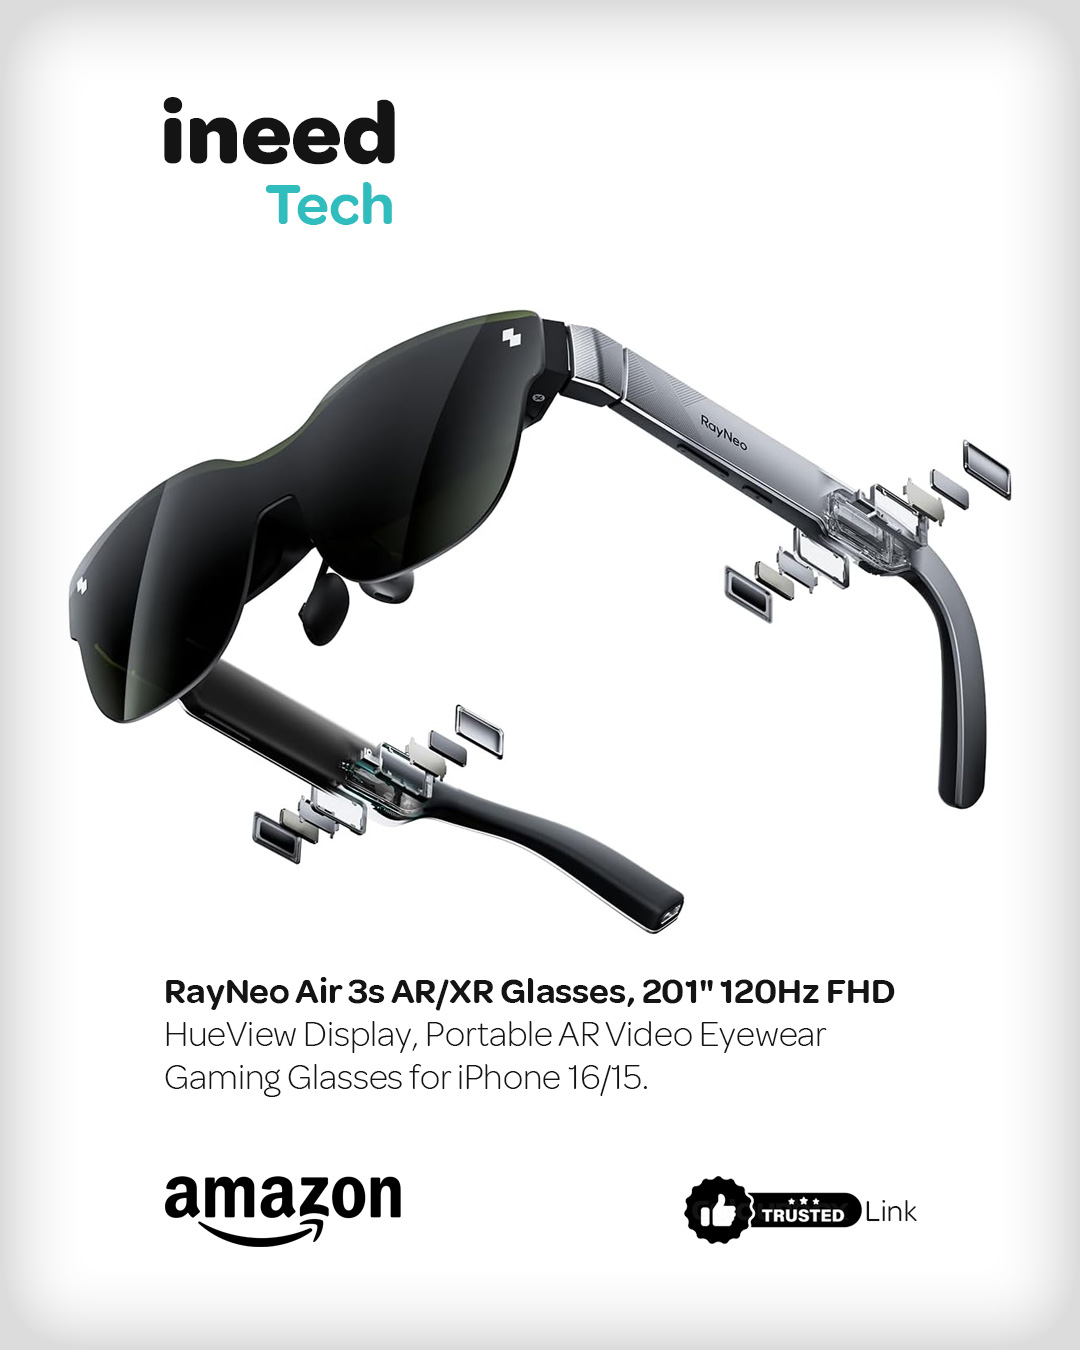 ineed
Tech
RayNeo
RayNeo Air 3s AR/XR Glasses, 201" 120Hz FHD
HueView Display, Portable AR Video Eyewear
Gaming Glasses for iPhone 16/15.
amazon
TRUSTED Link